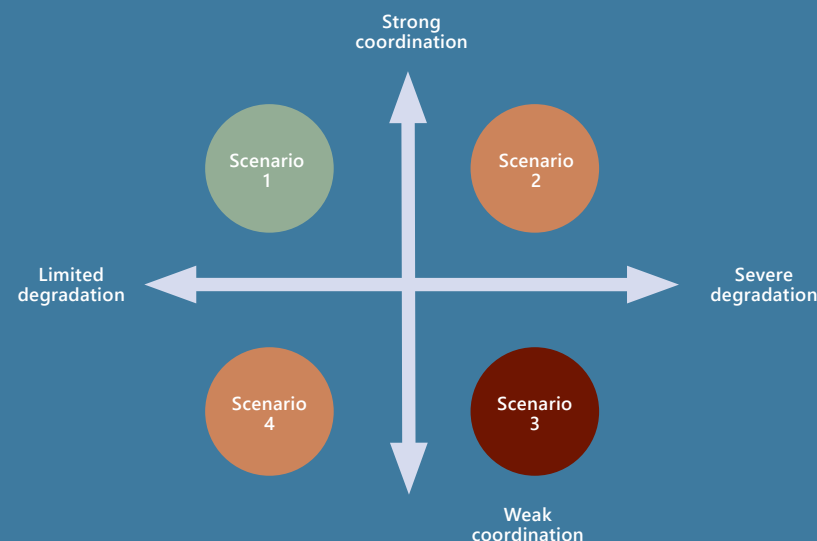 Strong
coordination
Scenario
1
Scenario
2
Limited
degradation
Severe
degradation
Scenario
4
Scenario
3
Weak
coordination